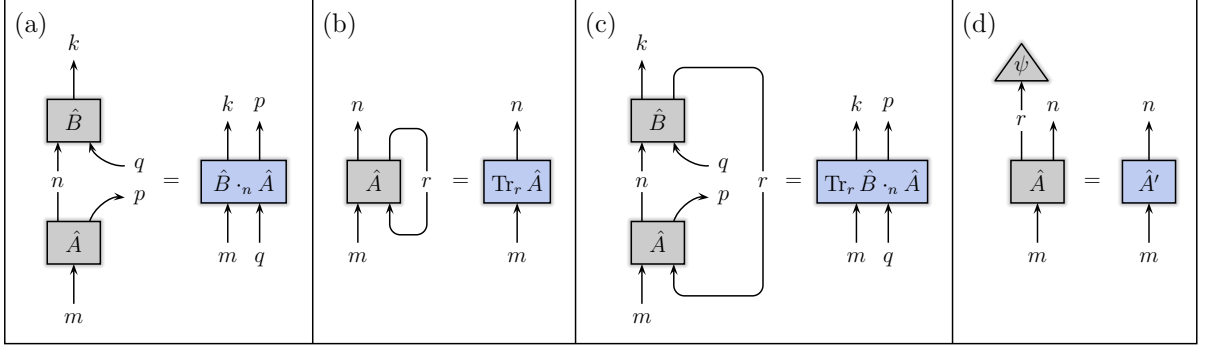 (a)
k
B̂
n
q
p
Â
m
=
k p
B̂ ·ₙ Â
m q
(b)
n
Â
r
m
=
n
Trᵣ Â
m
(c)
k
B̂
n
q
p
r
Â
m
=
k p
Trᵣ B̂ ·ₙ Â
m q
(d)
ψ
r
n
Â
m
=
n
Â′
m